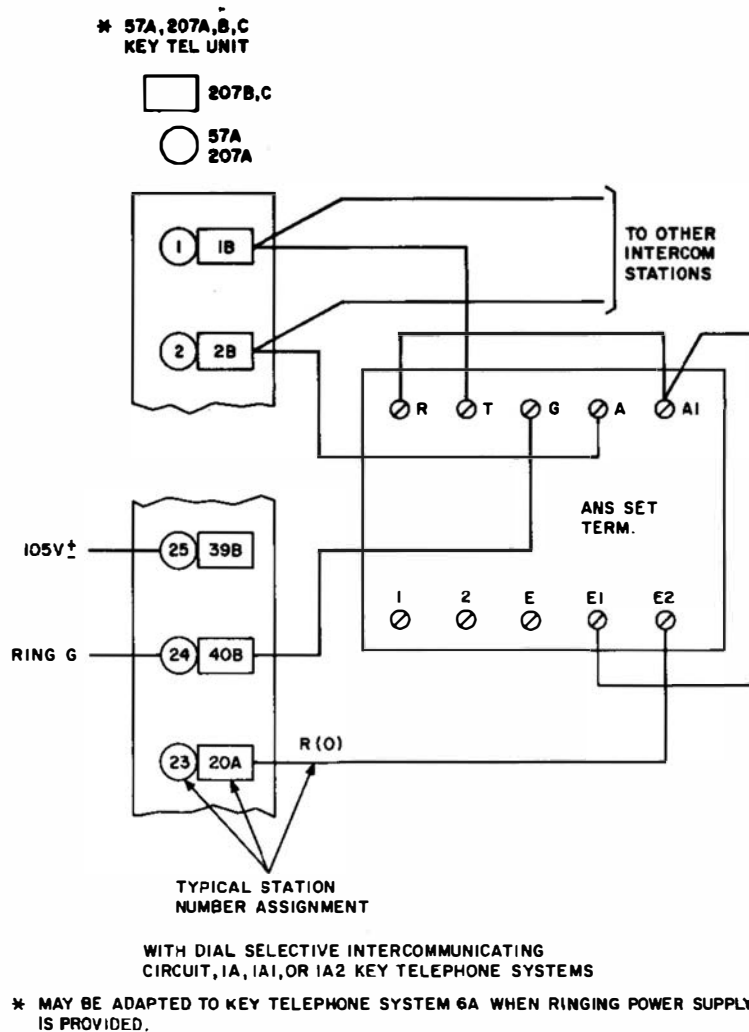 * 57A, 207A, B, C
KEY TEL UNIT
207B, C
57A
207A
1 1B
TO OTHER
INTERCOM
STATIONS
2 2B
R T G A A1
ANS SET
TERM.
105V±
25 39B
1 2 E E1 E2
RING G
24 40B
R (0)
23 20A
TYPICAL STATION
NUMBER ASSIGNMENT
WITH DIAL SELECTIVE INTERCOMMUNICATING
CIRCUIT, 1A, 1A1, OR 1A2 KEY TELEPHONE SYSTEMS
* MAY BE ADAPTED TO KEY TELEPHONE SYSTEM 6A WHEN RINGING POWER SUPPLY
IS PROVIDED.